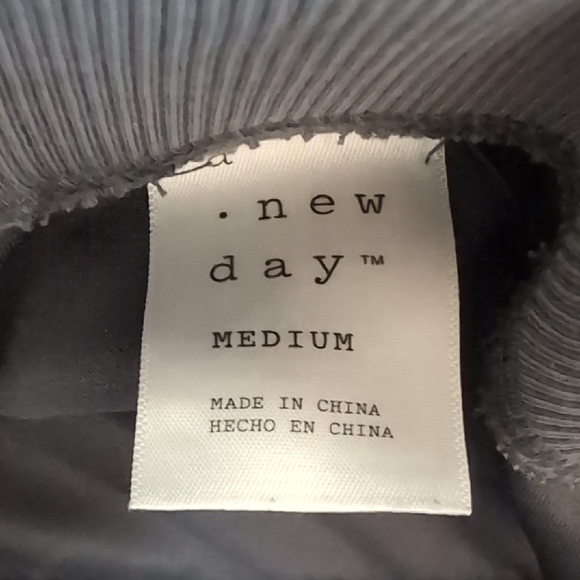 . new
day™
MEDIUM
MADE IN CHINA
HECHO EN CHINA